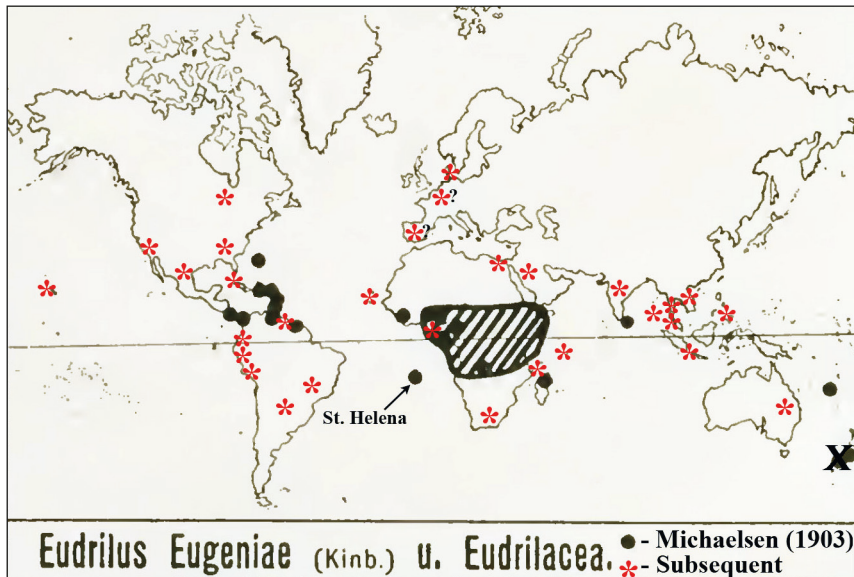 ?
?
St. Helena
X
Eudrilus Eugeniae (Kinb.) u. Eudrilacea.
● - Michaelsen (1903)
* - Subsequent